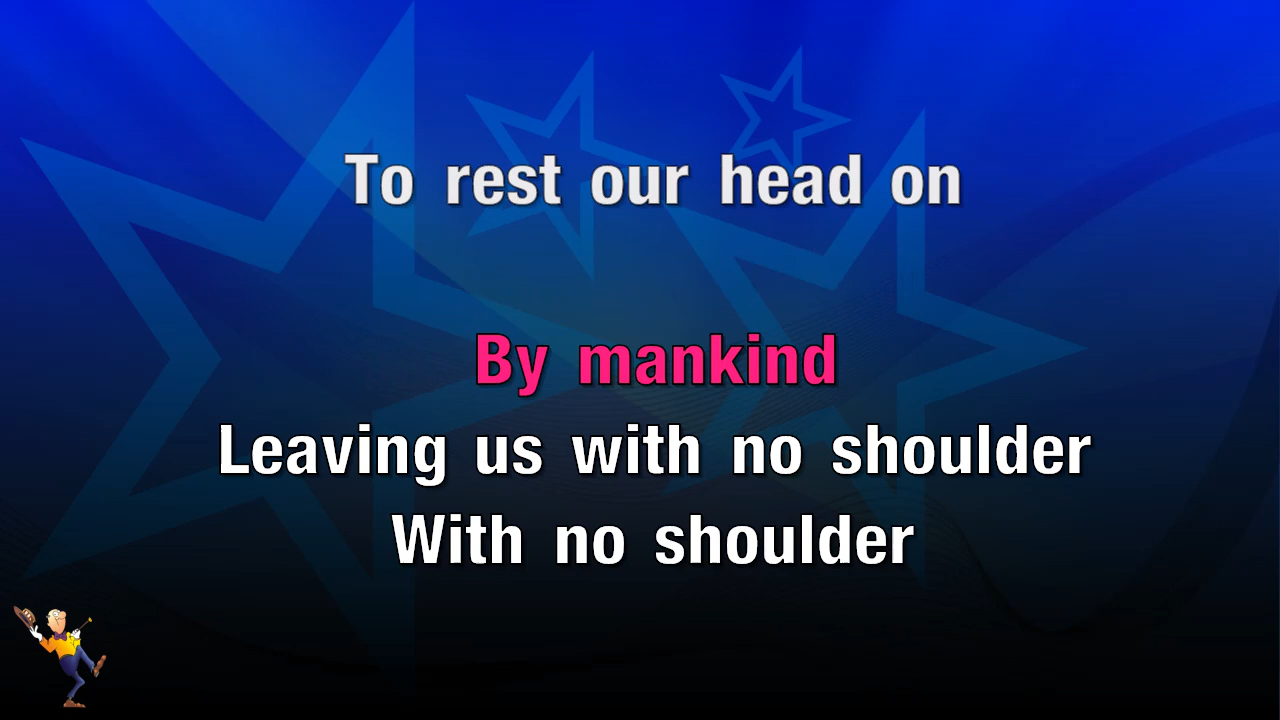 To rest our head on
By mankind
Leaving us with no shoulder
With no shoulder